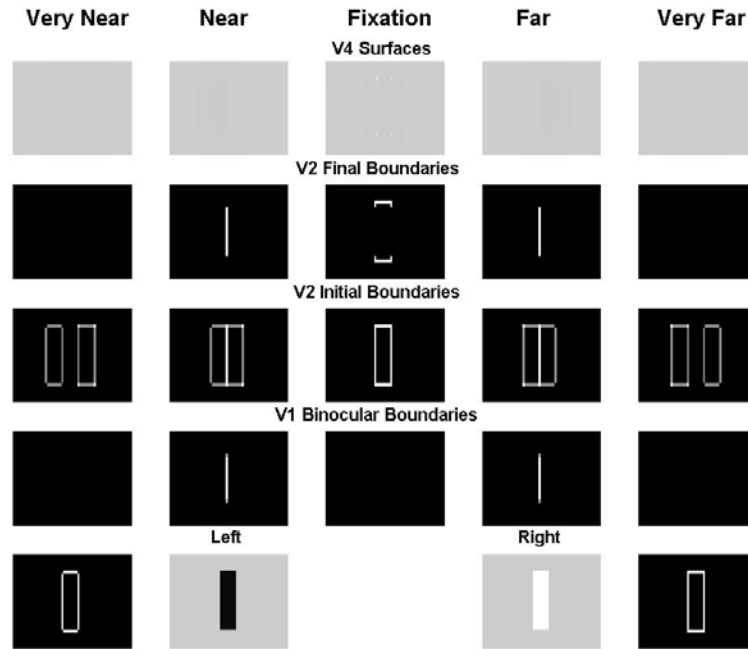 Very Near Near Fixation Far Very Far
V4 Surfaces
V2 Final Boundaries
V2 Initial Boundaries
V1 Binocular Boundaries
Left Right